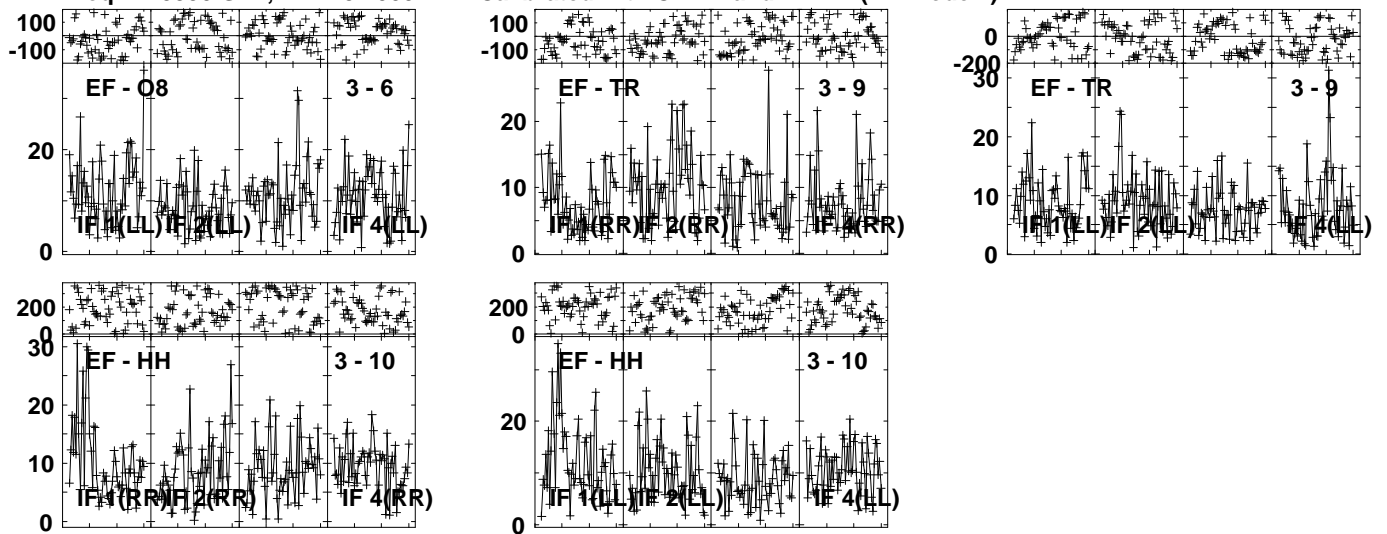 100
-100
EF - O8
3 - 6
20
0
IF 1(LL)
IF 2(LL)
IF 4(LL)
100
0
-100
EF - TR
3 - 9
20
10
0
IF 1(RR)
IF 2(RR)
IF 4(RR)
0
-200
30
EF - TR
3 - 9
20
10
0
IF 1(LL)
IF 2(LL)
IF 4(LL)
200
0
30
EF - HH
3 - 10
20
10
0
IF 1(RR)
IF 2(RR)
IF 4(RR)
200
0
EF - HH
3 - 10
20
0
IF 1(LL)
IF 2(LL)
IF 4(LL)